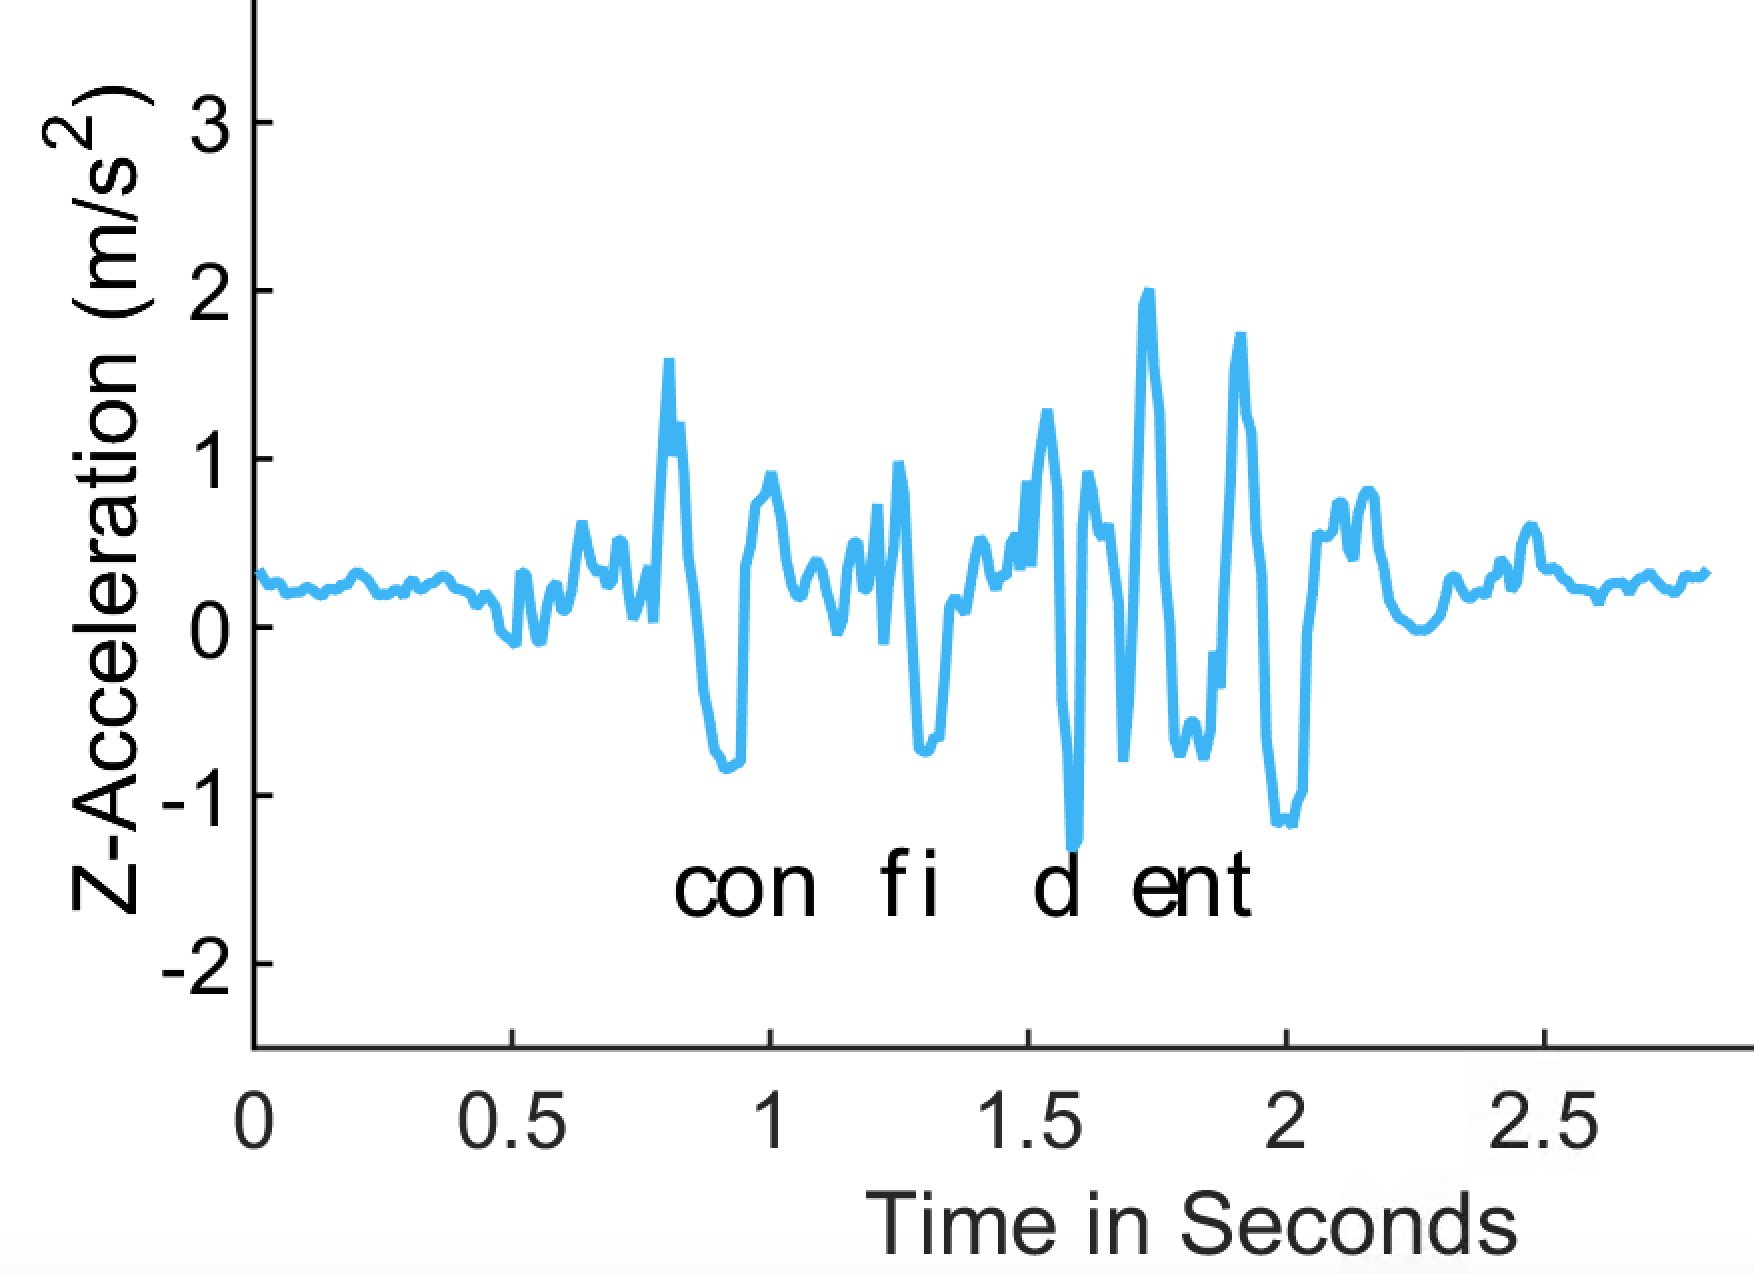 Z-Acceleration (m/s²)
3
2
1
0
-1
-2
con fi d ent
0 0.5 1 1.5 2 2.5
Time in Seconds